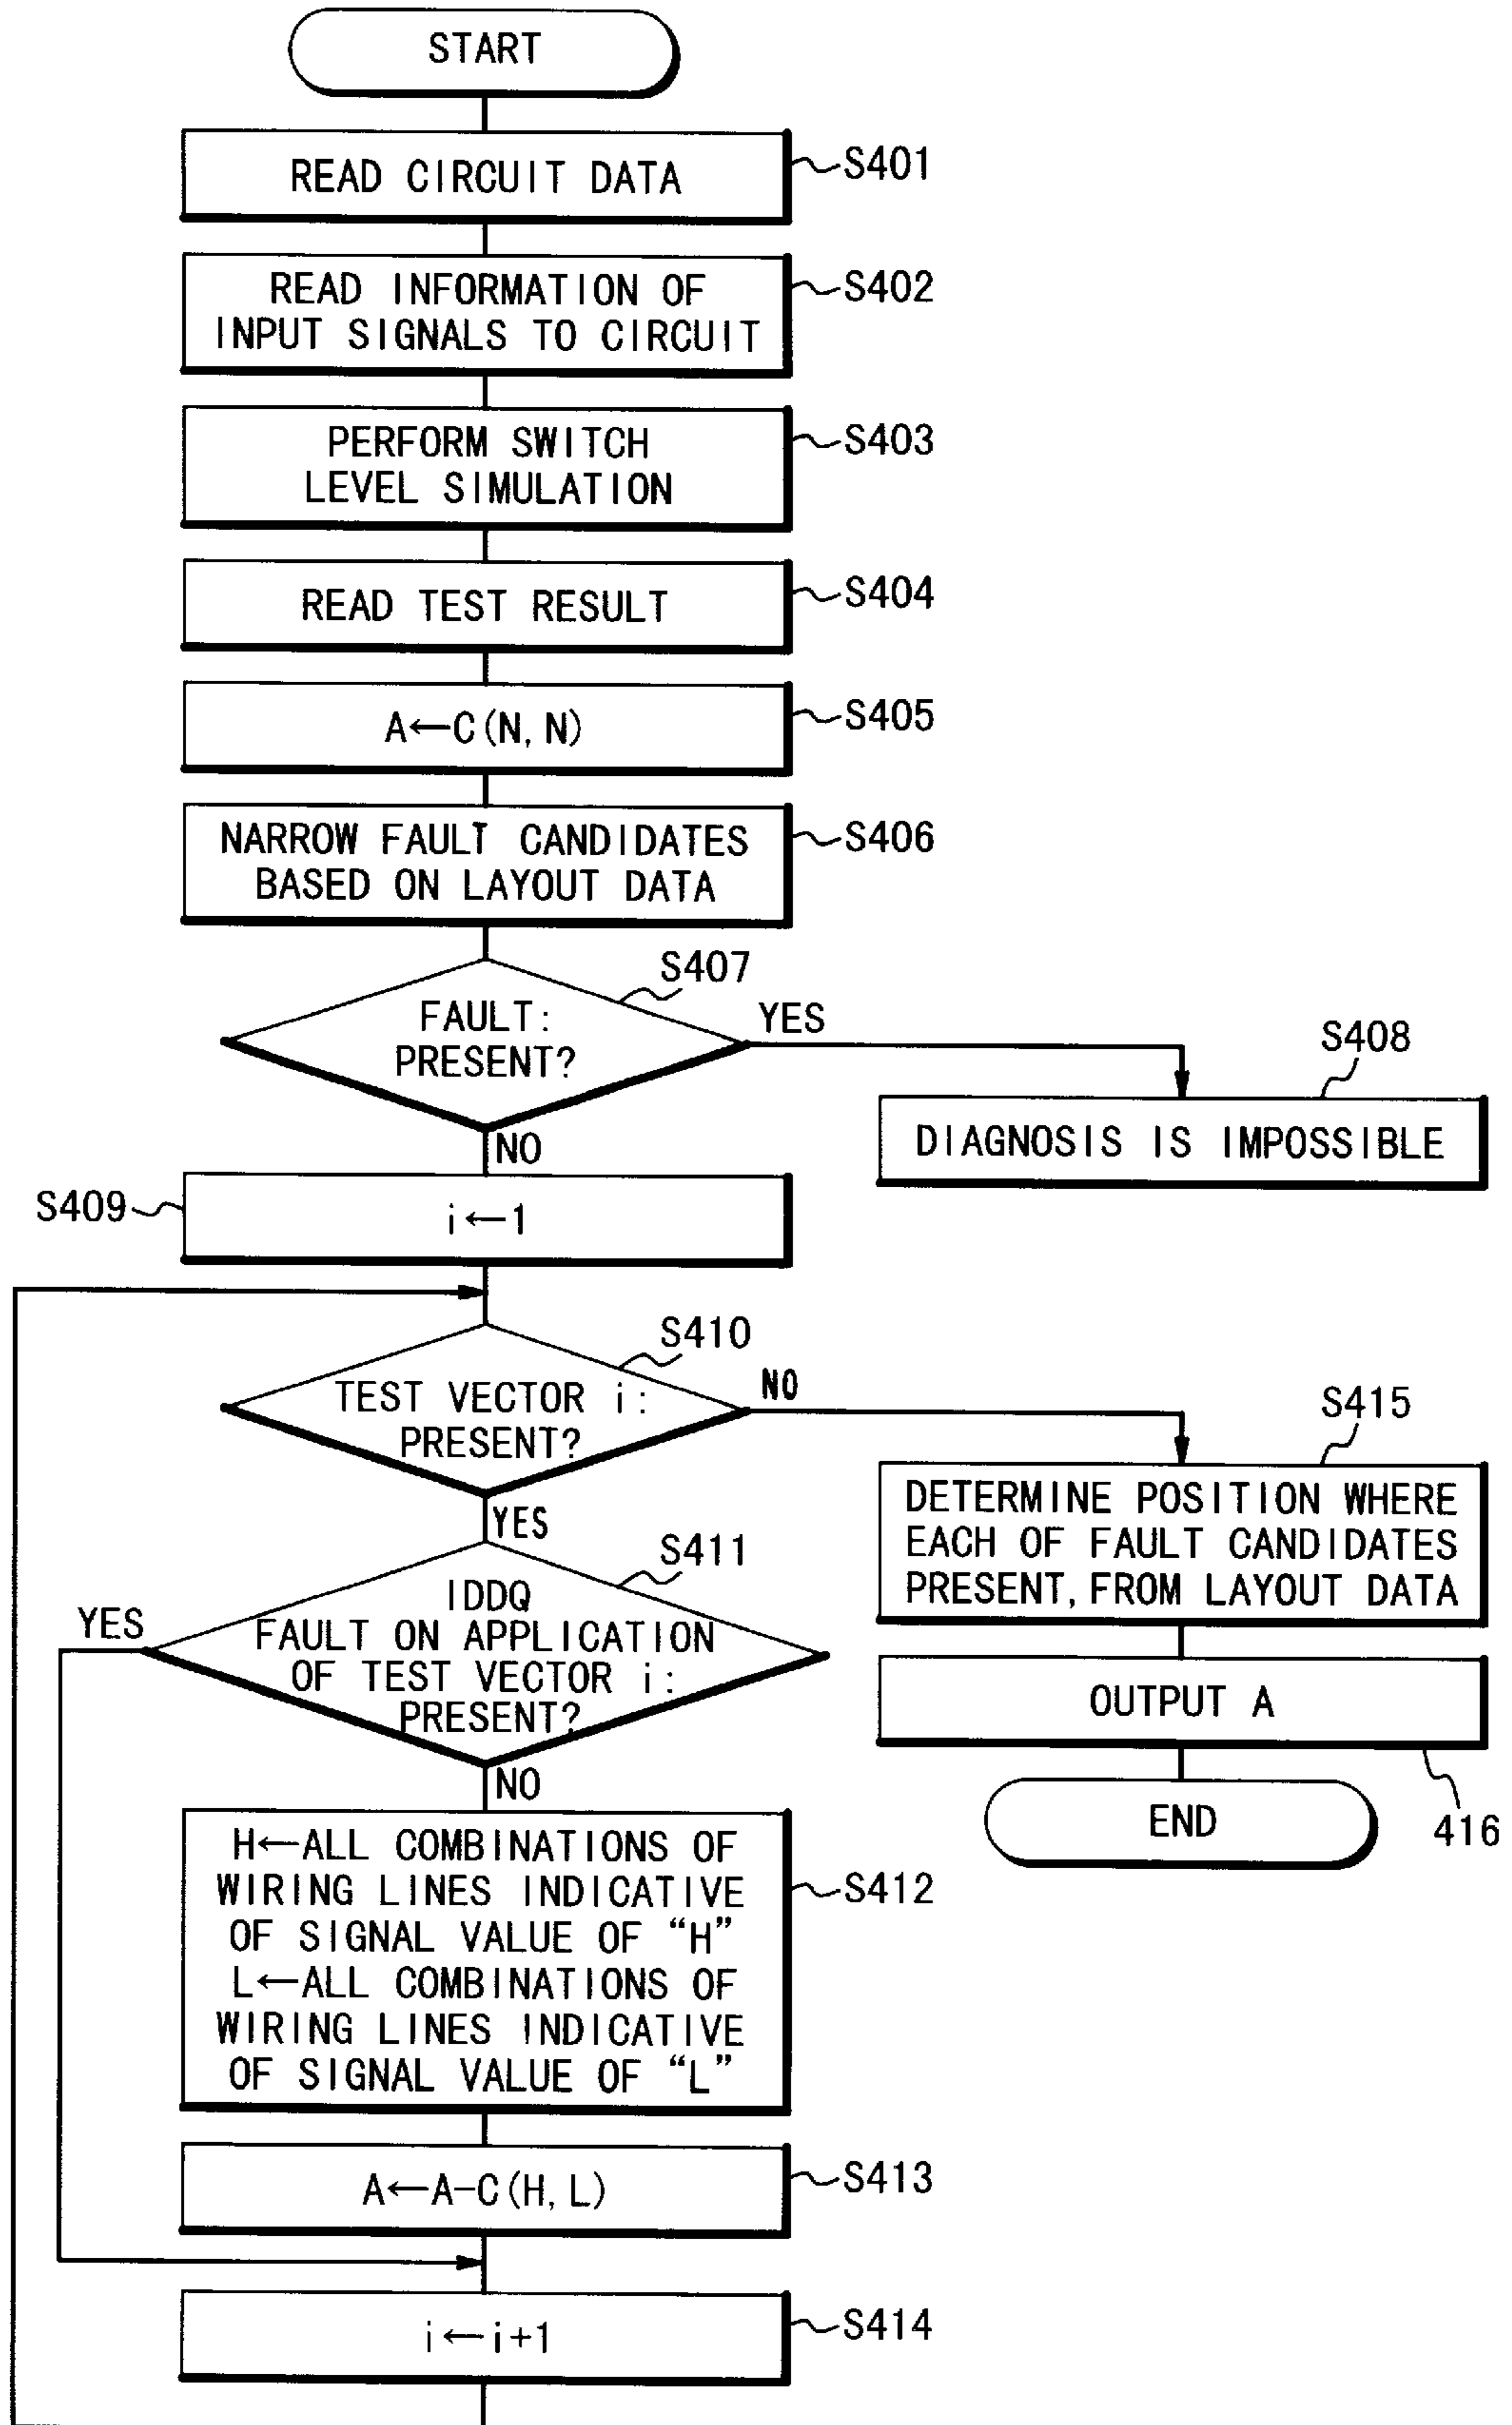 START
READ CIRCUIT DATA
S401
READ INFORMATION OF
INPUT SIGNALS TO CIRCUIT
S402
PERFORM SWITCH
LEVEL SIMULATION
S403
READ TEST RESULT
S404
A←C(N,N)
S405
NARROW FAULT CANDIDATES
BASED ON LAYOUT DATA
S406
S407
FAULT:
PRESENT?
YES
NO
S408
DIAGNOSIS IS IMPOSSIBLE
S409
i←1
S410
TEST VECTOR i:
PRESENT?
NO
YES
S415
DETERMINE POSITION WHERE
EACH OF FAULT CANDIDATES
PRESENT, FROM LAYOUT DATA
S411
IDDQ
FAULT ON APPLICATION
OF TEST VECTOR i:
PRESENT?
YES
NO
OUTPUT A
416
END
H←ALL COMBINATIONS OF
WIRING LINES INDICATIVE
OF SIGNAL VALUE OF “H”
L←ALL COMBINATIONS OF
WIRING LINES INDICATIVE
OF SIGNAL VALUE OF “L”
S412
A←A-C(H,L)
S413
i←i+1
S414